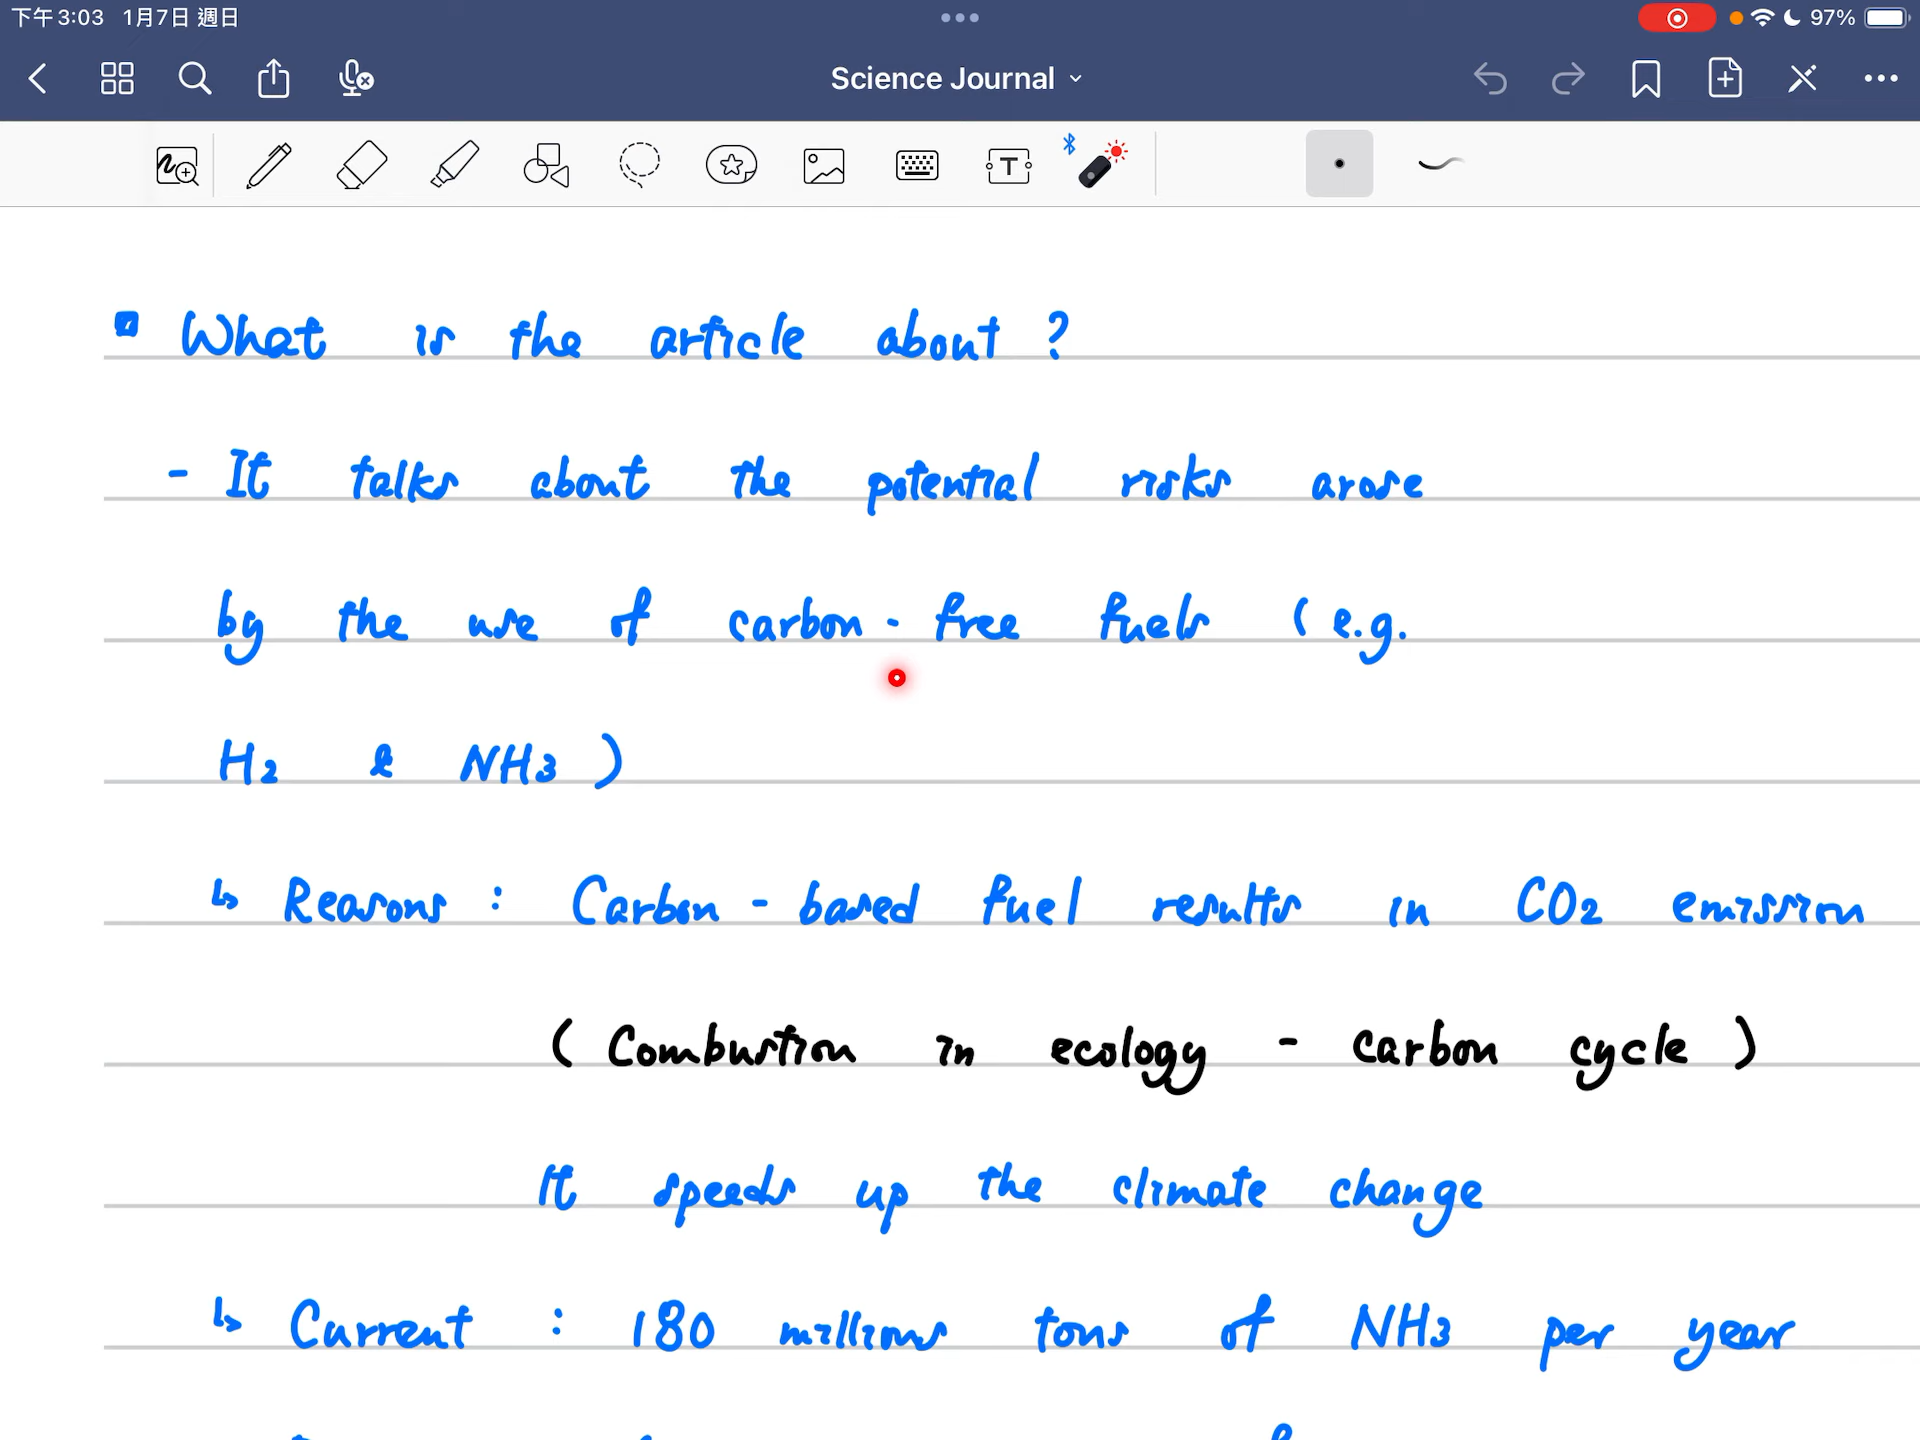 下午3:03 1月7日 週日
97%
Science Journal
T
What is the article about ?
- It talks about the potential risks arose
by the use of carbon - free fuels ( e.g.
H2 & NH3 )
↳ Reasons : Carbon - based fuel results in CO2 emission
( Combustion in ecology - carbon cycle )
It speeds up the climate change
↳ Current : 180 millions tons of NH3 per year